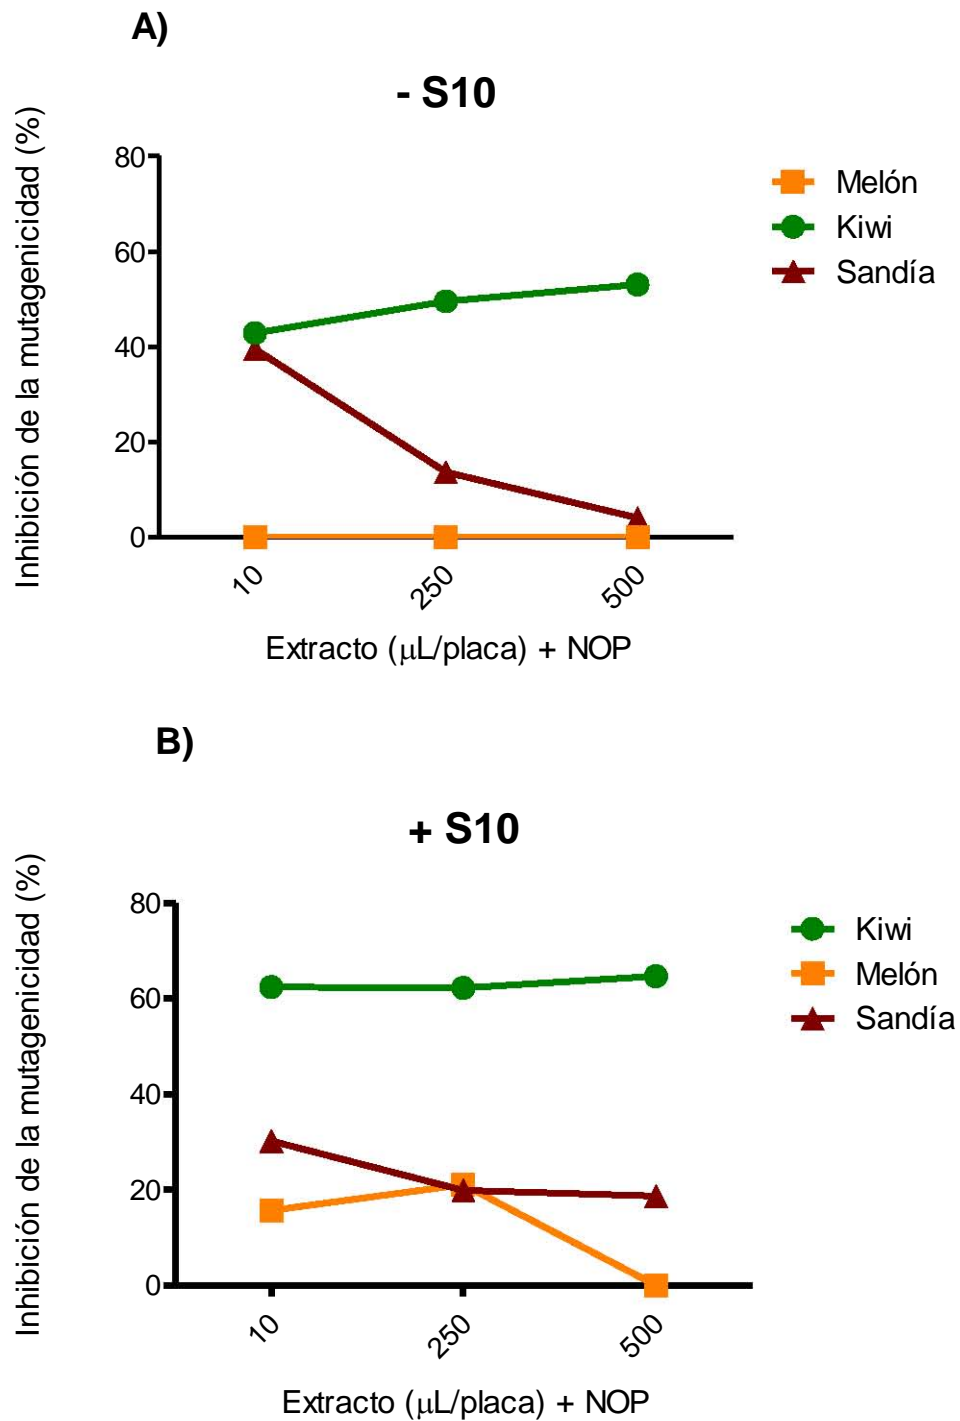 A)
- S10
Inhibición de la mutagenicidad (%)
80
60
40
20
0
10
250
500
Extracto (µL/placa) + NOP
Melón
Kiwi
Sandía
B)
+ S10
Inhibición de la mutagenicidad (%)
80
60
40
20
0
10
250
500
Extracto (µL/placa) + NOP
Kiwi
Melón
Sandía